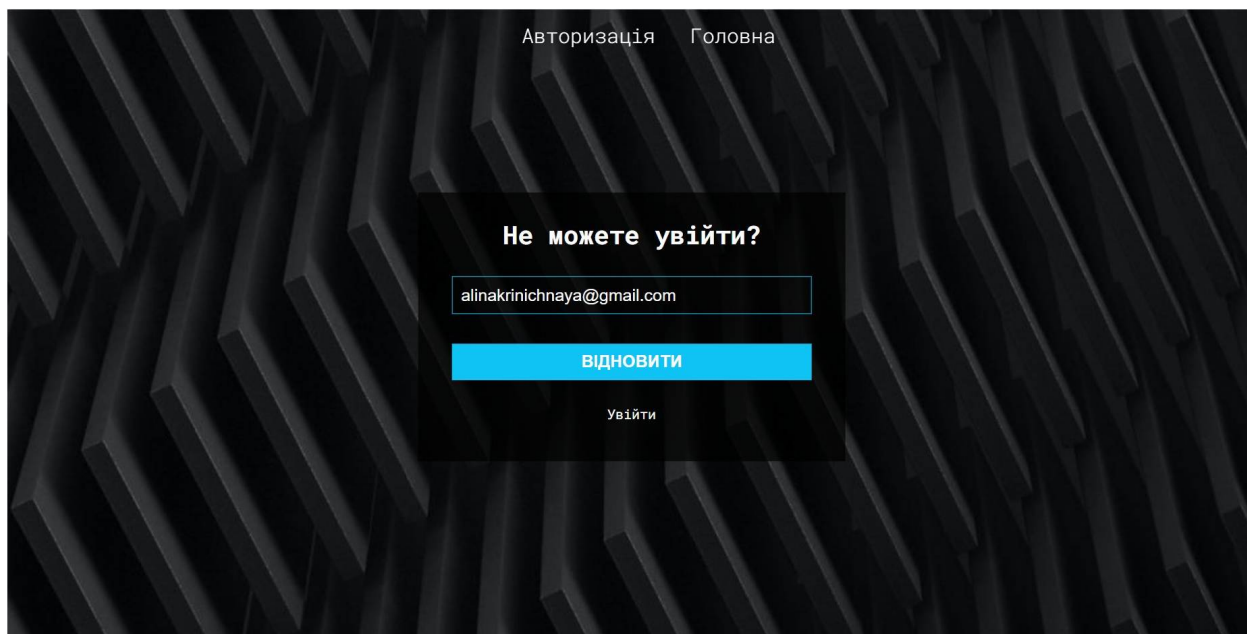 Авторизація Головна
Не можете увійти?
alinakrinichnaya@gmail.com
ВІДНОВИТИ
Увійти